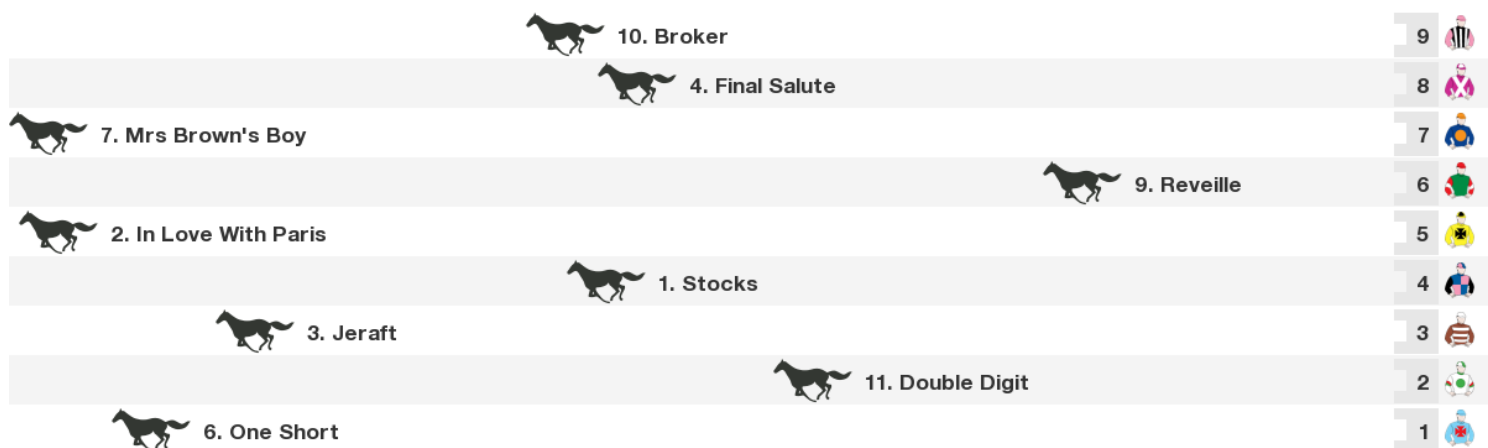 10. Broker 9
4. Final Salute 8
7. Mrs Brown's Boy 7
9. Reveille 6
2. In Love With Paris 5
1. Stocks 4
3. Jeraft 3
11. Double Digit 2
6. One Short 1